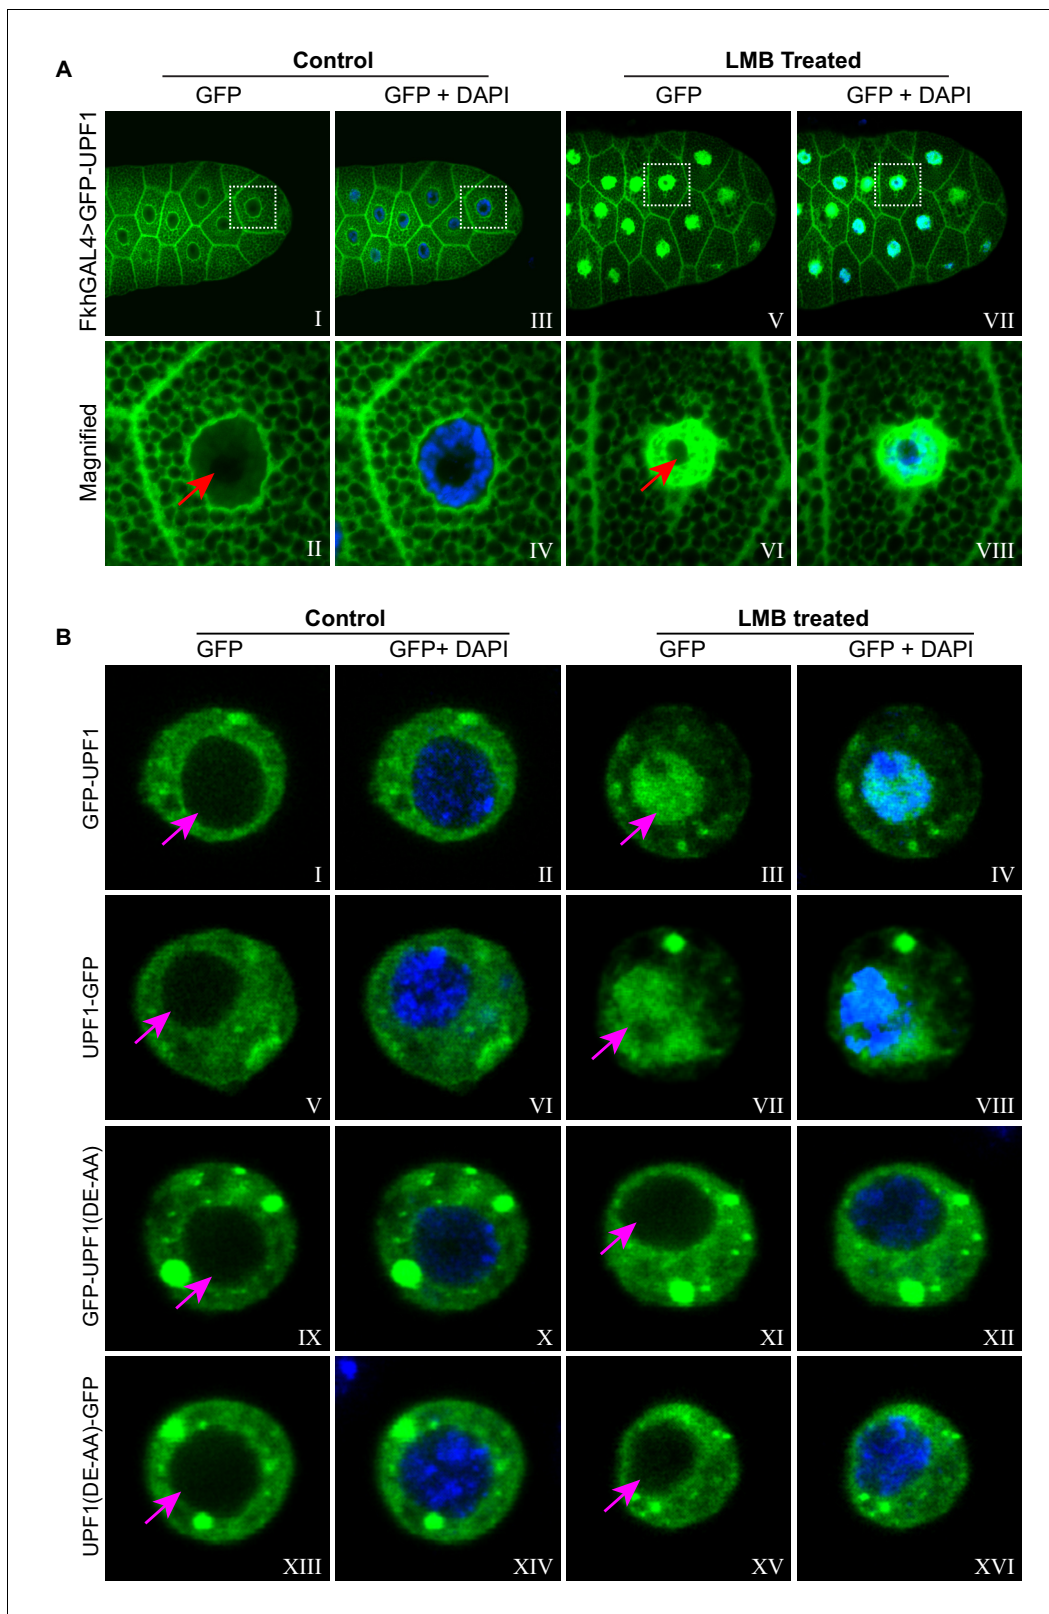 A
Control
LMB Treated
GFP
GFP + DAPI
GFP
GFP + DAPI
FkhGAL4>GFP-UPF1
I
III
V
VII
Magnified
II
IV
VI
VIII
B
Control
LMB treated
GFP
GFP+ DAPI
GFP
GFP + DAPI
GFP-UPF1
I
II
III
IV
UPF1-GFP
V
VI
VII
VIII
GFP-UPF1(DE-AA)
IX
X
XI
XII
UPF1(DE-AA)-GFP
XIII
XIV
XV
XVI